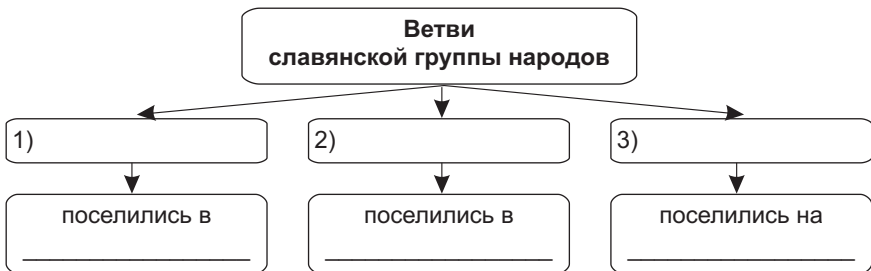 Ветви
славянской группы народов
1)
2)
3)
поселились в
поселились в
поселились на